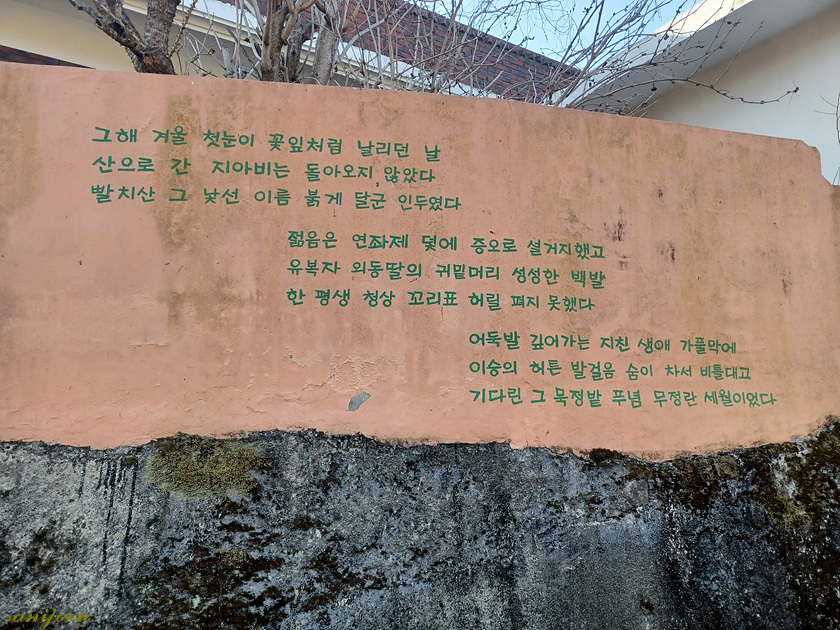 그해 겨울 첫눈이 꽃잎처럼 날리던 날
산으로 간 지아비는 돌아오지 않았다
빨치산 그 낯선 이름 붉게 달군 인두였다
젊음은 연좌제 덫에 증오로 설거지했고
유복자 외동딸의 귀밑머리 성성한 백발
한 평생 청상 꼬리표 허릴 펴지 못했다
어둑발 깊어가는 지친 생애 가풀막에
이승의 허튼 발걸음 숨이 차서 비틀대고
기다린 그 묵정밭 푸념 무정한 세월이었다
anijoon